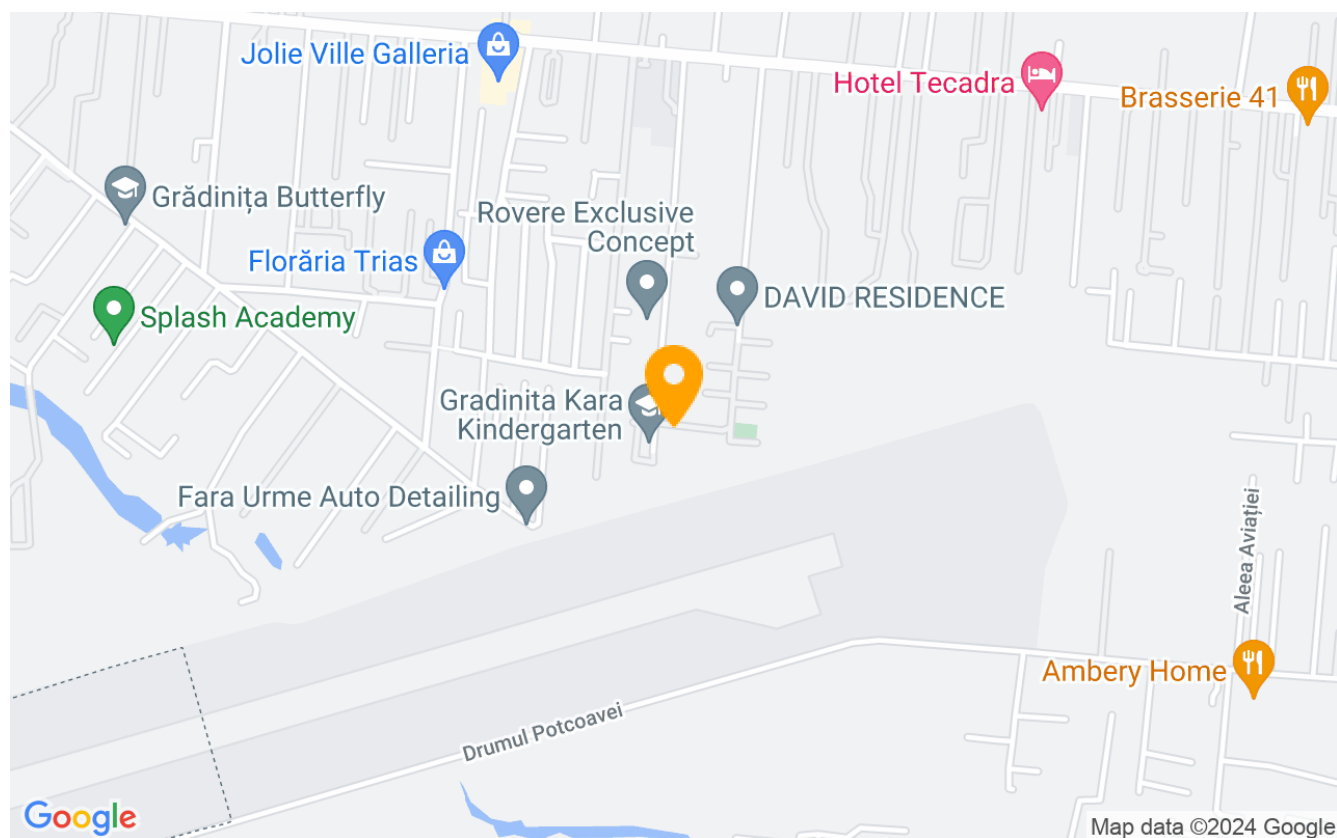 Jolie Ville Galleria
Hotel Tecadra
Brasserie 41
Grădinița Butterfly
Rovere Exclusive
Concept
Florăria Trias
DAVID RESIDENCE
Splash Academy
Gradinita Kara
Kindergarten
Fara Urme Auto Detailing
Aleea Aviației
Ambery Home
Drumul Potcoavei
Google
Map data ©2024 Google